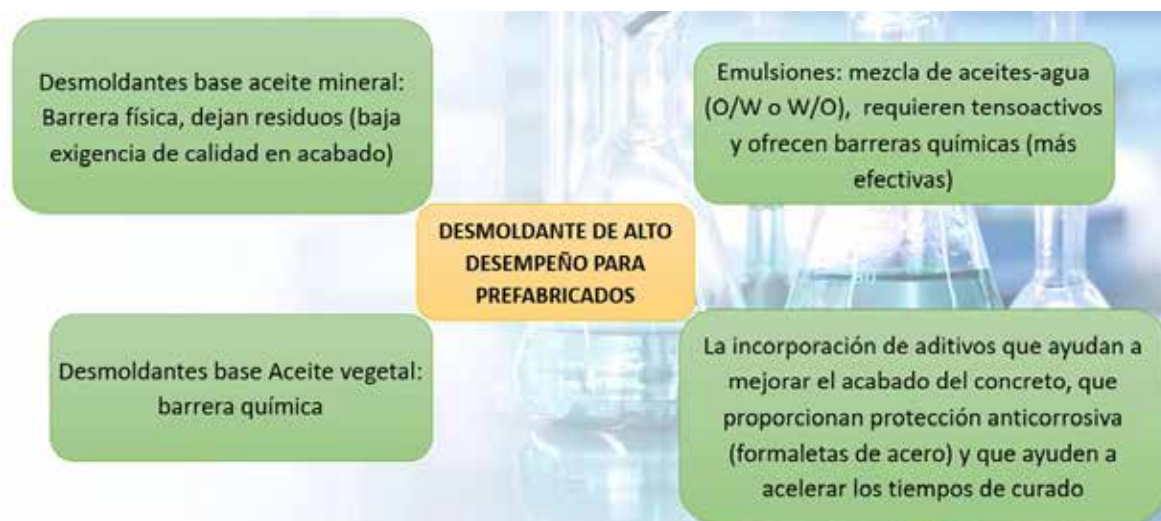 Desmoldantes base aceite mineral:
Barrera física, dejan residuos (baja
exigencia de calidad en acabado)
Emulsiones: mezcla de aceites-agua
(O/W o W/O), requieren tensoactivos
y ofrecen barreras químicas (más
efectivas)
DESMOLDANTE DE ALTO
DESEMPEÑO PARA
PREFABRICADOS
Desmoldantes base Aceite vegetal:
barrera química
La incorporación de aditivos que ayudan a
mejorar el acabado del concreto, que
proporcionan protección anticorrosiva
(formaletas de acero) y que ayuden a
acelerar los tiempos de curado